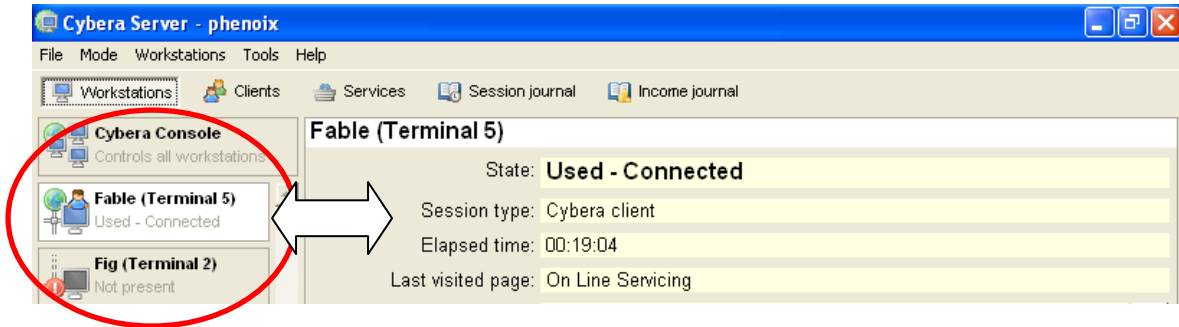 Cybera Server - phenoix
File Mode Workstations Tools Help
Workstations Clients Services Session journal Income journal
Cybera Console
Controls all workstations
Fable (Terminal 5)
Used - Connected
Fig (Terminal 2)
Not present
Fable (Terminal 5)
State: Used - Connected
Session type: Cybera client
Elapsed time: 00:19:04
Last visited page: On Line Servicing